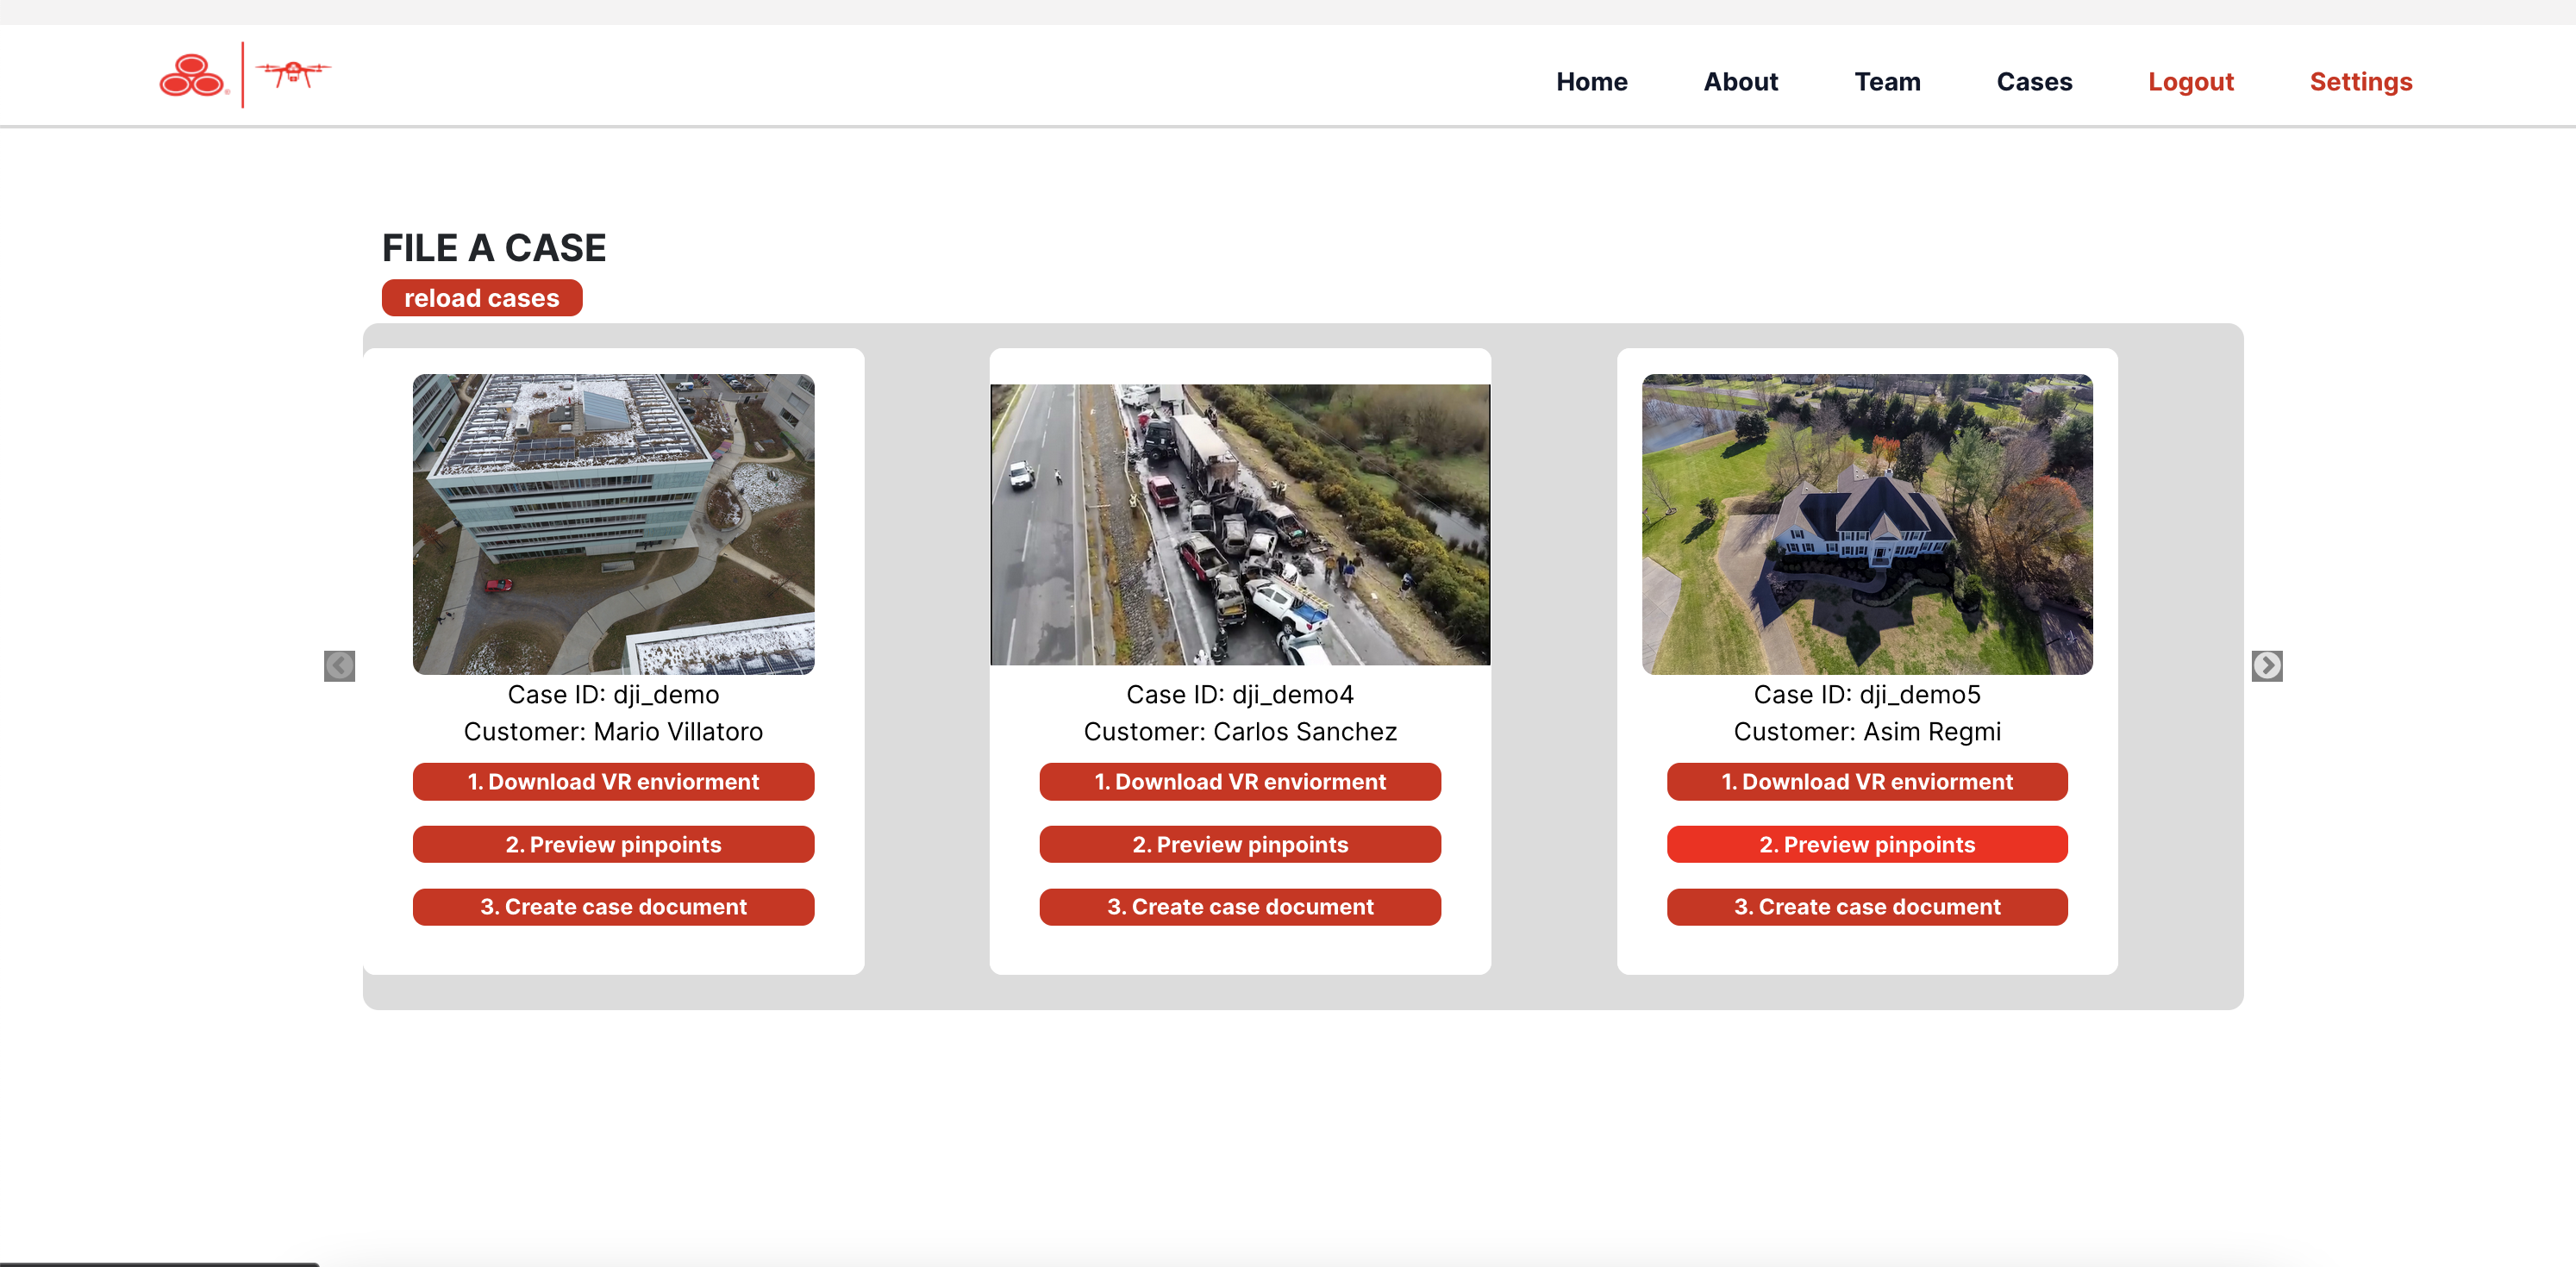 Home About Team Cases Logout Settings
FILE A CASE
reload cases
Case ID: dji_demo
Customer: Mario Villatoro
1. Download VR enviorment
2. Preview pinpoints
3. Create case document
Case ID: dji_demo4
Customer: Carlos Sanchez
1. Download VR enviorment
2. Preview pinpoints
3. Create case document
Case ID: dji_demo5
Customer: Asim Regmi
1. Download VR enviorment
2. Preview pinpoints
3. Create case document